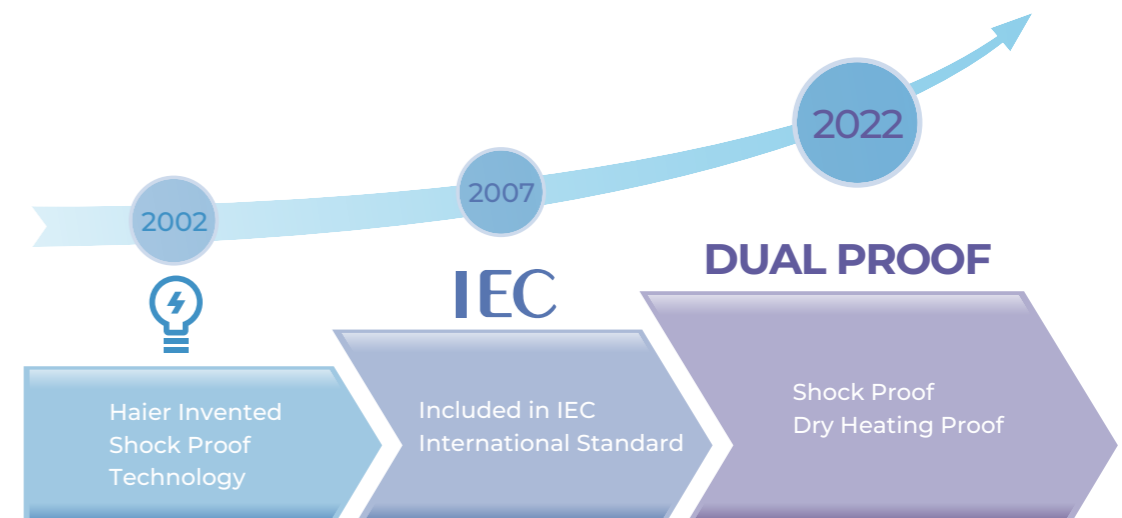 2002
2007
2022
IEC
DUAL PROOF
Haier Invented
Shock Proof
Technology
Included in IEC
International Standard
Shock Proof
Dry Heating Proof